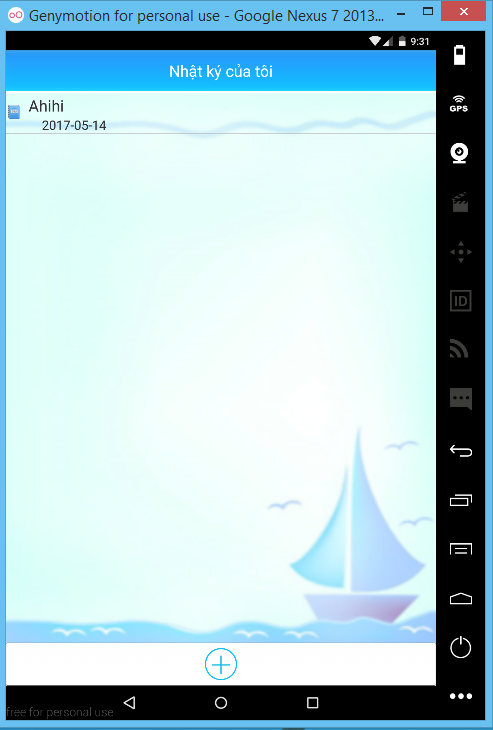 Genymotion for personal use - Google Nexus 7 2013...
9:31
Nhật ký của tôi
Ahihi
2017-05-14
GPS
ID
free for personal use